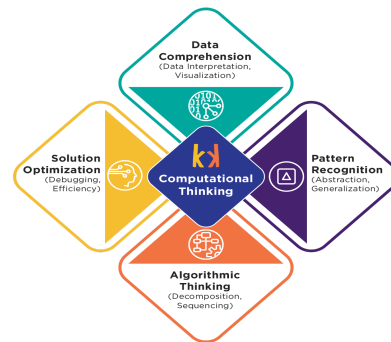 Data
Comprehension
(Data Interpretation,
Visualization)
Solution
Optimization
(Debugging,
Efficiency)
kk
Computational
Thinking
Pattern
Recognition
(Abstraction,
Generalization)
Algorithmic
Thinking
(Decomposition,
Sequencing)